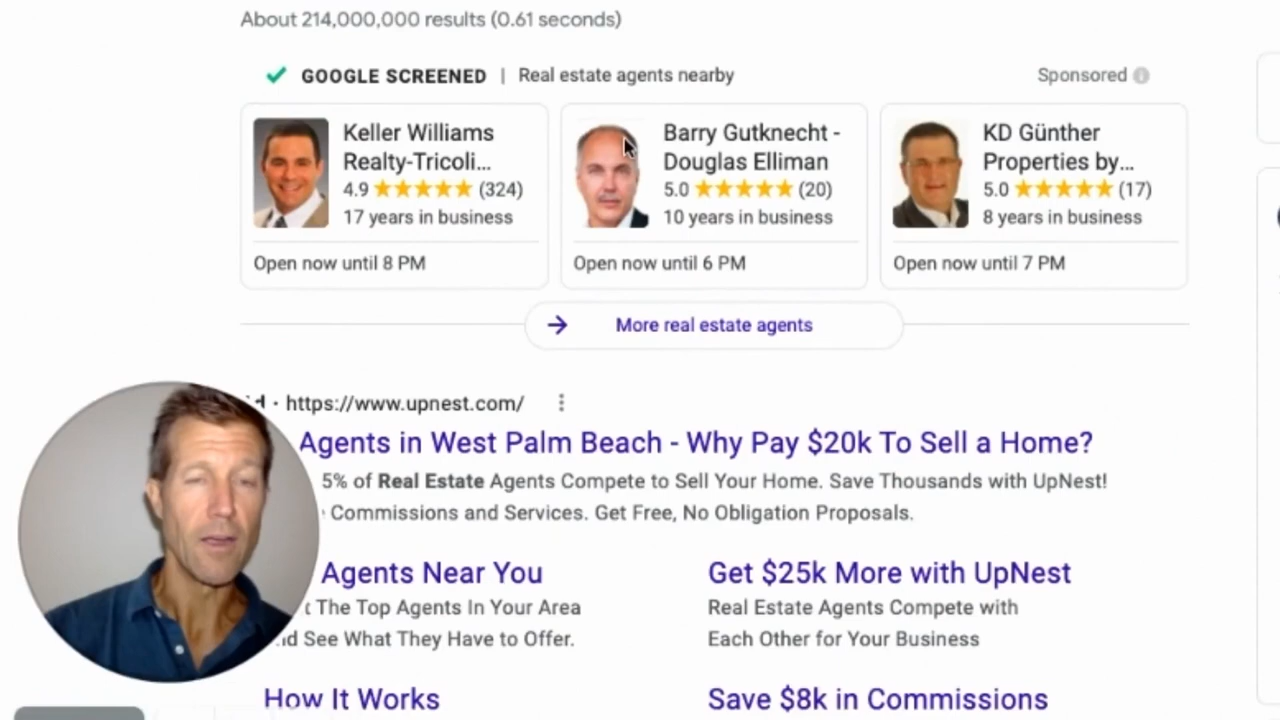 About 214,000,000 results (0.61 seconds)
GOOGLE SCREENED | Real estate agents nearby
Sponsored
Keller Williams
Realty-Tricoli...
4.9 ★★★★★ (324)
17 years in business
Open now until 8 PM
Barry Gutknecht -
Douglas Elliman
5.0 ★★★★★ (20)
10 years in business
Open now until 6 PM
KD Günther
Properties by...
5.0 ★★★★★ (17)
8 years in business
Open now until 7 PM
More real estate agents
· https://www.upnest.com/
Agents in West Palm Beach - Why Pay $20k To Sell a Home?
5% of Real Estate Agents Compete to Sell Your Home. Save Thousands with UpNest!
Commissions and Services. Get Free, No Obligation Proposals.
Agents Near You
The Top Agents In Your Area
See What They Have to Offer.
Get $25k More with UpNest
Real Estate Agents Compete with
Each Other for Your Business
How It Works
Save $8k in Commissions